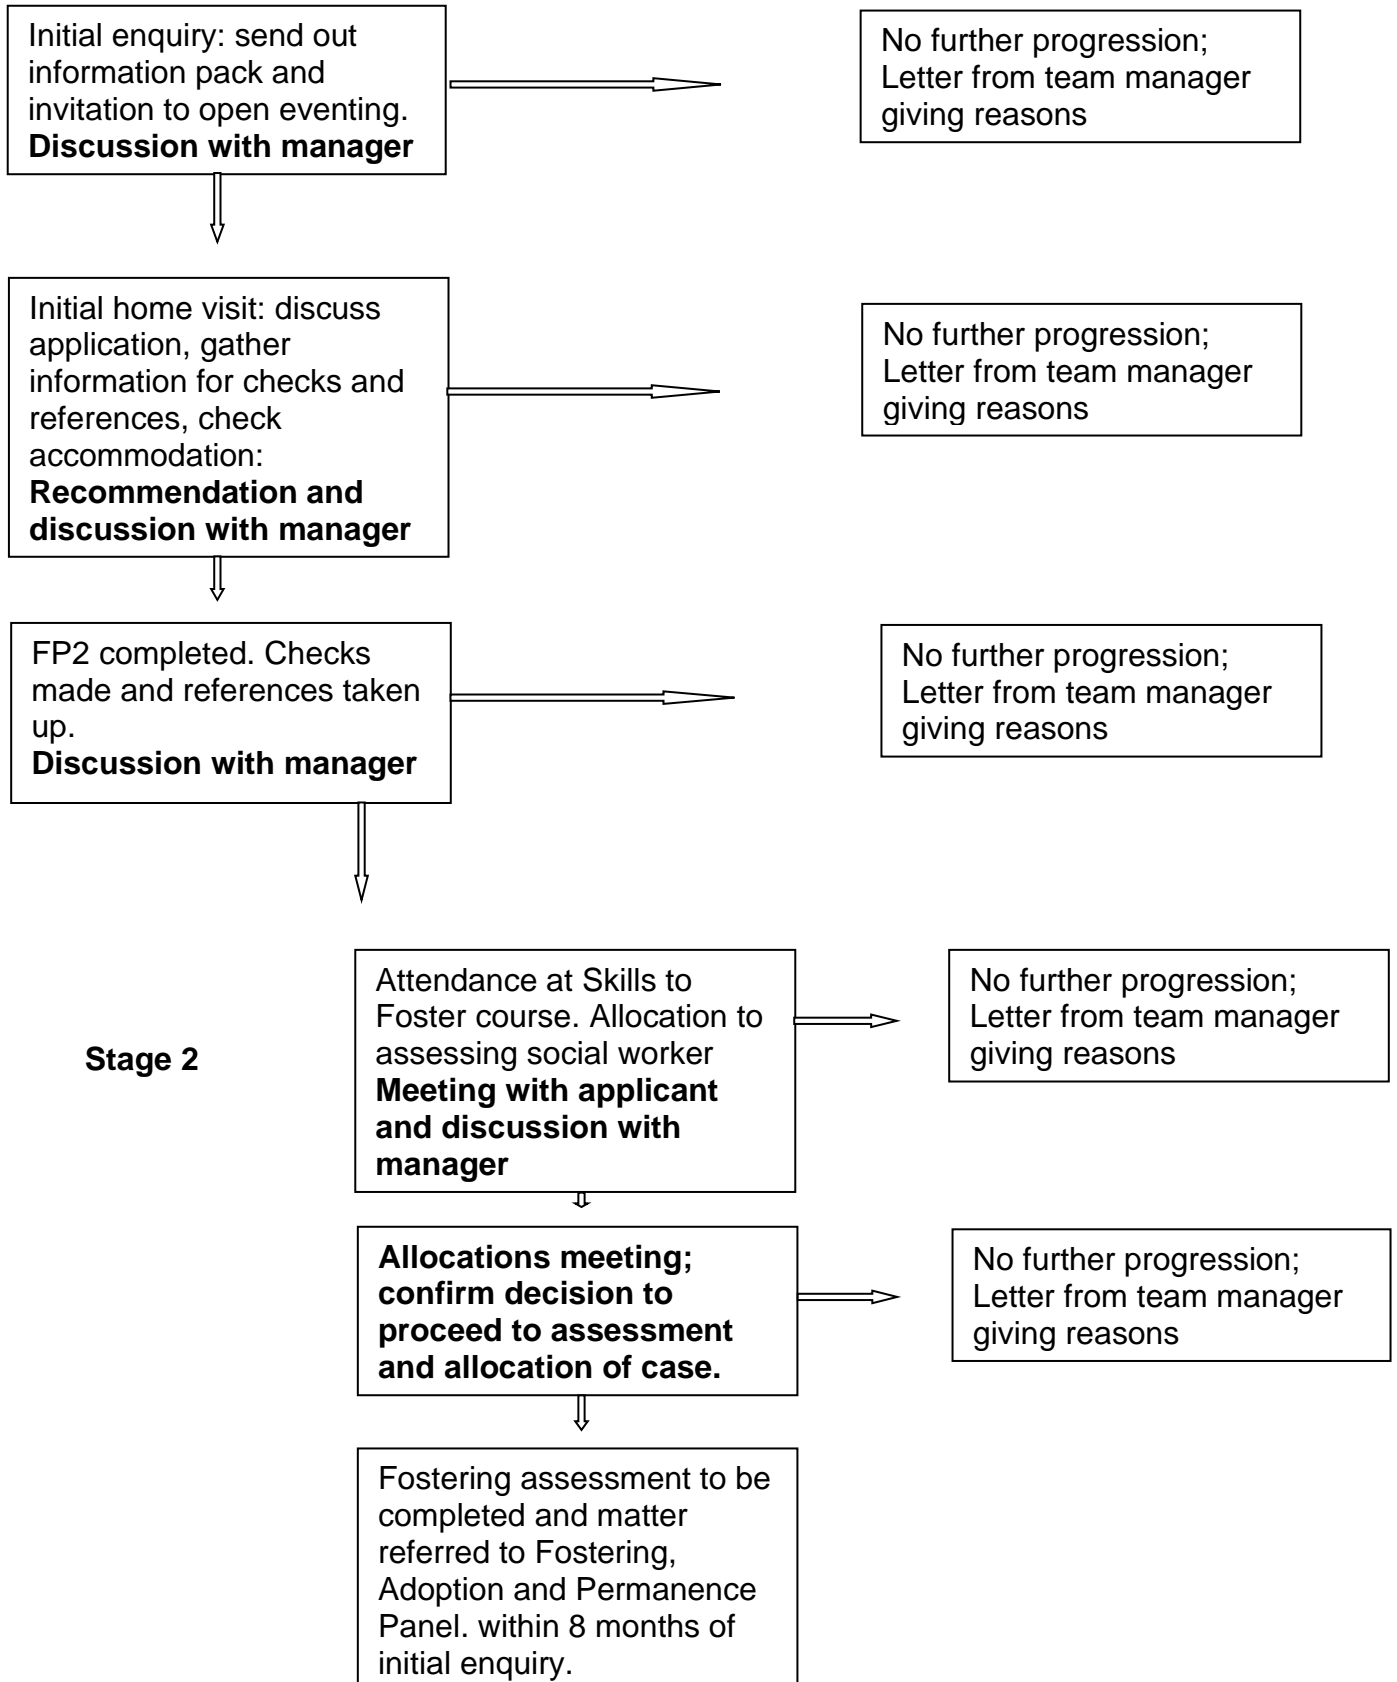 Initial enquiry: send out
information pack and
invitation to open eventing.
Discussion with manager
No further progression;
Letter from team manager
giving reasons
Initial home visit: discuss
application, gather
information for checks and
references, check
accommodation:
Recommendation and
discussion with manager
No further progression;
Letter from team manager
giving reasons
FP2 completed. Checks
made and references taken
up.
Discussion with manager
No further progression;
Letter from team manager
giving reasons
Stage 2
Attendance at Skills to
Foster course. Allocation to
assessing social worker
Meeting with applicant
and discussion with
manager
No further progression;
Letter from team manager
giving reasons
Allocations meeting;
confirm decision to
proceed to assessment
and allocation of case.
No further progression;
Letter from team manager
giving reasons
Fostering assessment to be
completed and matter
referred to Fostering,
Adoption and Permanence
Panel. within 8 months of
initial enquiry.